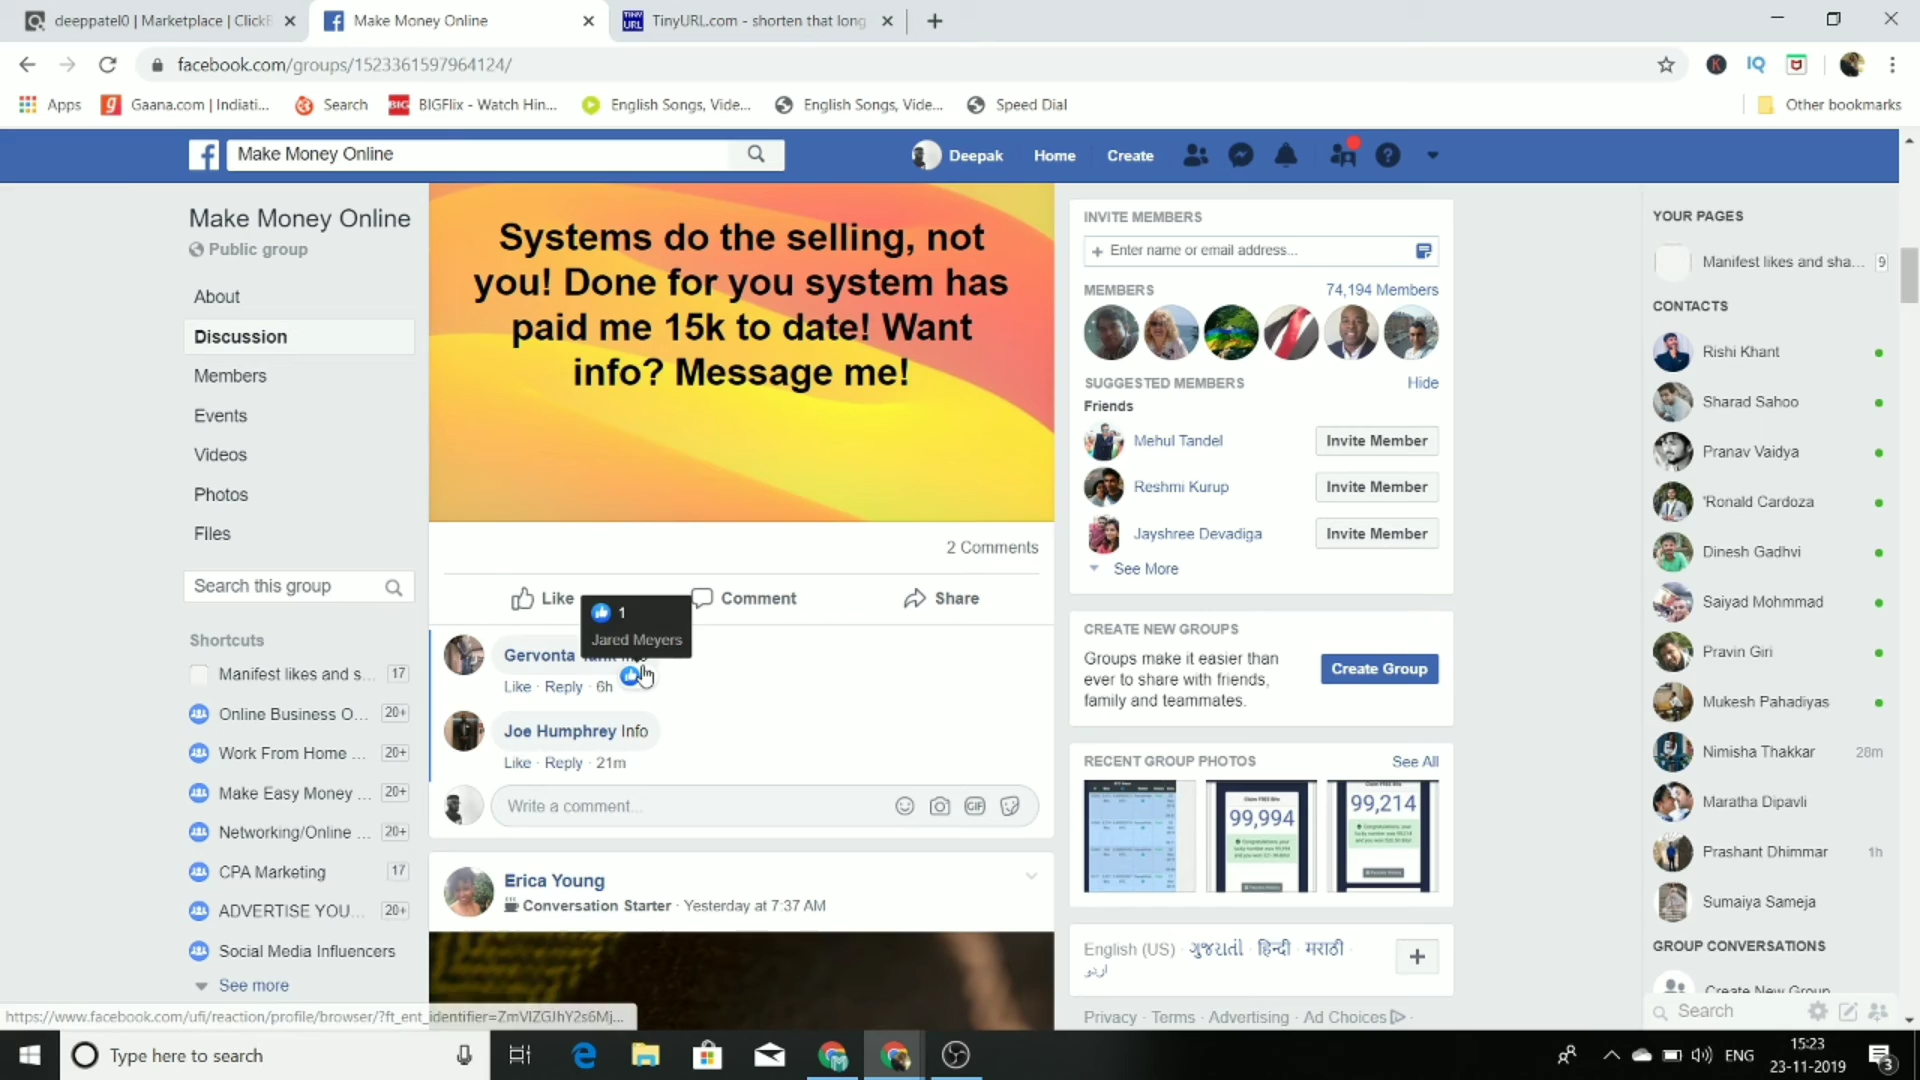 deeppatel0 | Marketplace | ClickB
Make Money Online
TinyURL.com - shorten that long
facebook.com/groups/1523361597964124/
Apps
Gaana.com | Indiati...
Search
BIGFlix - Watch Hin...
English Songs, Vide...
English Songs, Vide...
Speed Dial
Other bookmarks
Make Money Online
Deepak
Home
Create
Make Money Online
Public group
About
Discussion
Members
Events
Videos
Photos
Files
Search this group
Shortcuts
Manifest likes and s... 17
Online Business O... 20+
Work From Home ... 20+
Make Easy Money ... 20+
Networking/Online ... 20+
CPA Marketing 17
ADVERTISE YOU... 20+
Social Media Influencers
See more
Systems do the selling, not
you! Done for you system has
paid me 15k to date! Want
info? Message me!
2 Comments
Like
Comment
Share
1
Jared Meyers
Gervonta
Like · Reply · 6h
Joe Humphrey Info
Like · Reply · 21m
Write a comment...
GIF
Erica Young
Conversation Starter · Yesterday at 7:37 AM
INVITE MEMBERS
+ Enter name or email address...
MEMBERS
74,194 Members
SUGGESTED MEMBERS
Hide
Friends
Mehul Tandel
Invite Member
Reshmi Kurup
Invite Member
Jayshree Devadiga
Invite Member
See More
CREATE NEW GROUPS
Groups make it easier than
ever to share with friends,
family and teammates.
Create Group
RECENT GROUP PHOTOS
See All
99,994
99,214
English (US) · ગુજરાતી · हिन्दी · मराठी ·
اردو
Privacy · Terms · Advertising · Ad Choices
YOUR PAGES
Manifest likes and sha... 9
CONTACTS
Rishi Khant
Sharad Sahoo
Pranav Vaidya
'Ronald Cardoza
Dinesh Gadhvi
Saiyad Mohmmad
Pravin Giri
Mukesh Pahadiyas
Nimisha Thakkar 28m
Maratha Dipavli
Prashant Dhimmar 1h
Sumaiya Sameja
GROUP CONVERSATIONS
Create New Group
Search
https://www.facebook.com/ufi/reaction/profile/browser/?ft_ent_identifier=ZmVlZGJhY2s6Mj...
Type here to search
ENG
15:23
23-11-2019
3